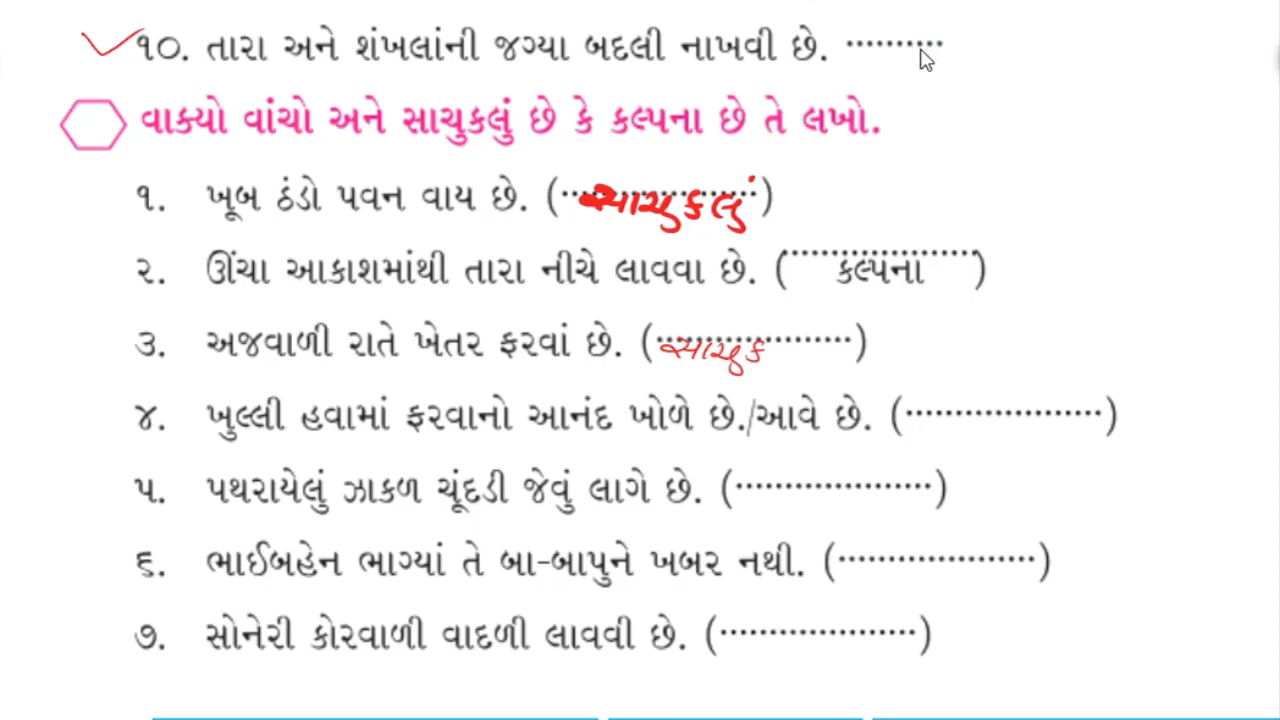 ૧૦. તારા અને શંખલાંની જગ્યા બદલી નાખવી છે. ..........
વાક્યો વાંચો અને સાચુકલું છે કે કલ્પના છે તે લખો.
૧. ખૂબ ઠંડો પવન વાય છે. (સાચુકલું)
૨. ઊંચા આકાશમાંથી તારા નીચે લાવવા છે. (કલ્પના)
૩. અજવાળી રાતે ખેતર ફરવાં છે. (સાચુક)
૪. ખુલ્લી હવામાં ફરવાનો આનંદ ખોળે છે./આવે છે. (....................)
૫. પથરાયેલું ઝાકળ ચૂંદડી જેવું લાગે છે. (....................)
૬. ભાઈબહેન ભાગ્યાં તે બા-બાપુને ખબર નથી. (....................)
૭. સોનેરી કોરવાળી વાદળી લાવવી છે. (....................)